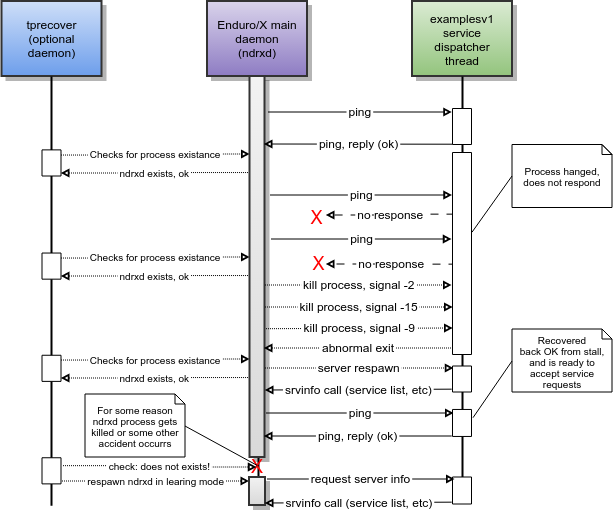 tprecover
(optional
daemon)
Enduro/X main
daemon
(ndrxd)
examplesv1
service
dispatcher
thread
ping
ping, reply (ok)
Checks for process existance
ndrxd exists, ok
Process hanged,
does not respond
ping
X no response
ping
Checks for process existance
X no response
ndrxd exists, ok
kill process, signal -2
kill process, signal -15
kill process, signal -9
abnormal exit
Recovered
back OK from stall,
and is ready to
accept service
requests
Checks for process existance
server respawn
ndrxd exists, ok
srvinfo call (service list, etc)
For some reason
ndrxd process gets
killed or some other
accident occurrs
ping
ping, reply (ok)
check: does not exists!
X
respawn ndrxd in learing mode
request server info
srvinfo call (service list, etc)